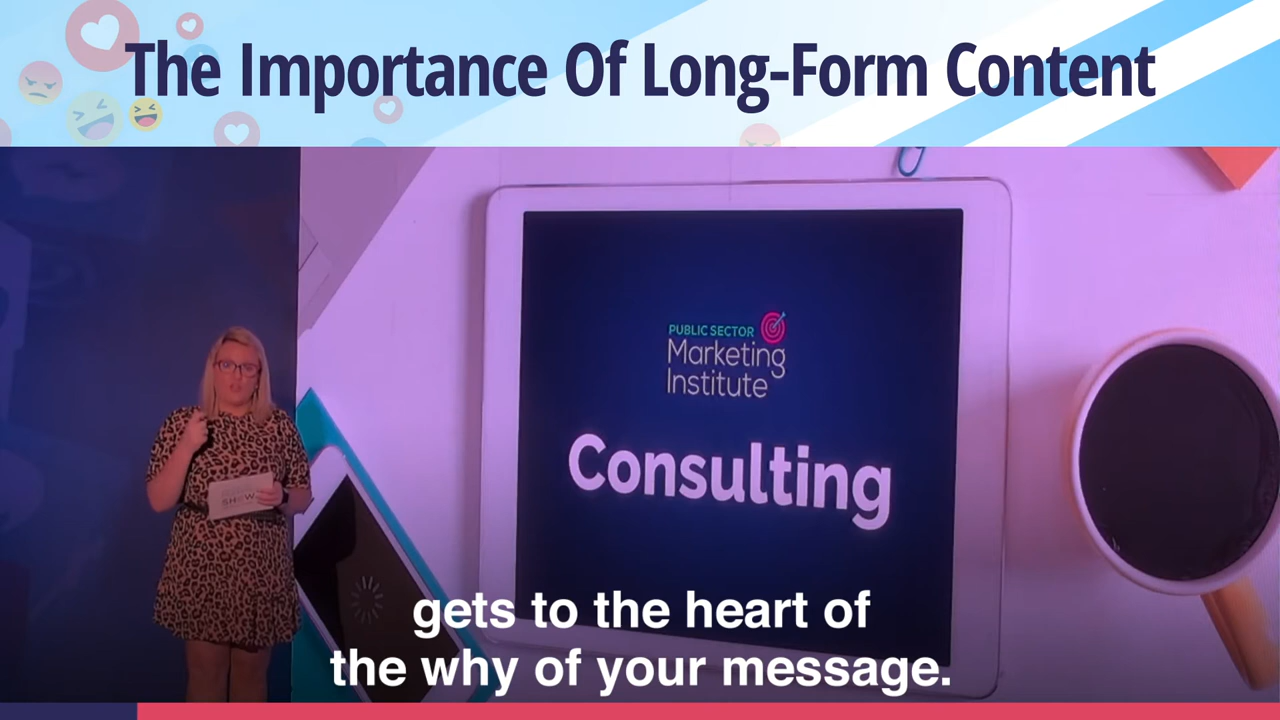 The Importance Of Long-Form Content
PUBLIC SECTOR
Marketing
Institute
Consulting
SHOW
gets to the heart of
the why of your message.